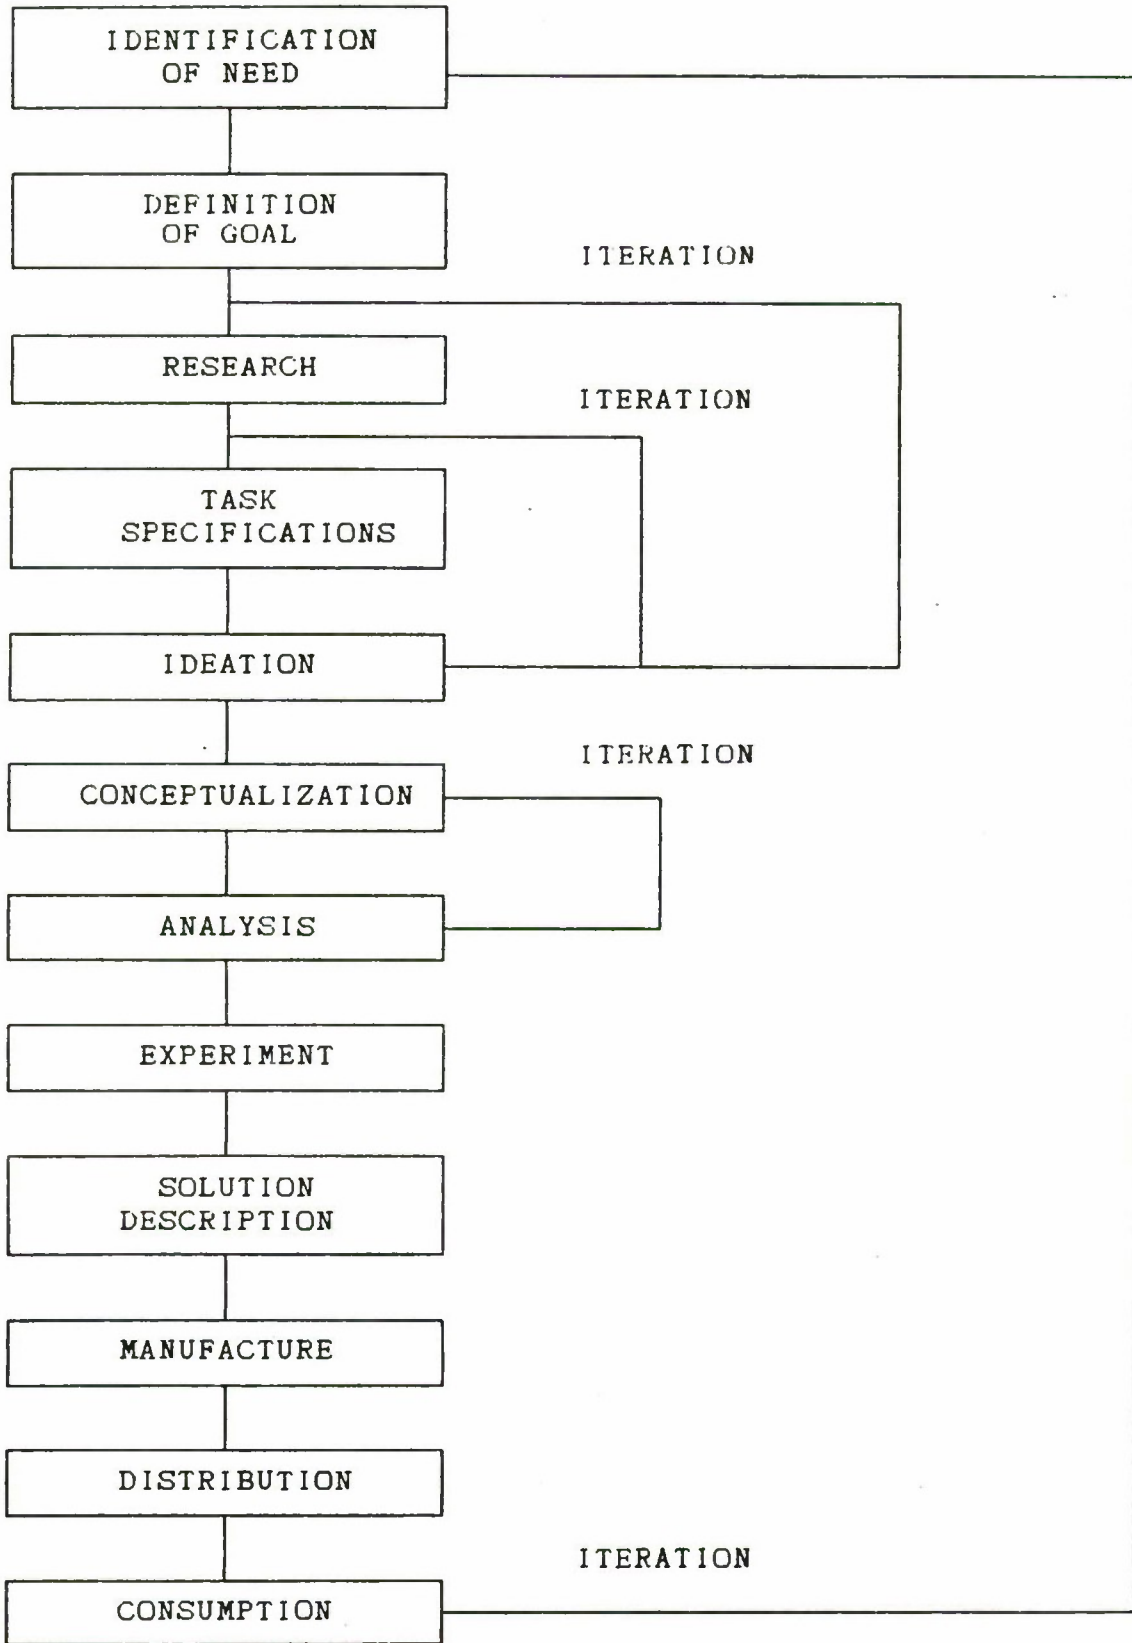 IDENTIFICATION
OF NEED
DEFINITION
OF GOAL
ITERATION
RESEARCH
ITERATION
TASK
SPECIFICATIONS
IDEATION
ITERATION
CONCEPTUALIZATION
ANALYSIS
EXPERIMENT
SOLUTION
DESCRIPTION
MANUFACTURE
DISTRIBUTION
ITERATION
CONSUMPTION